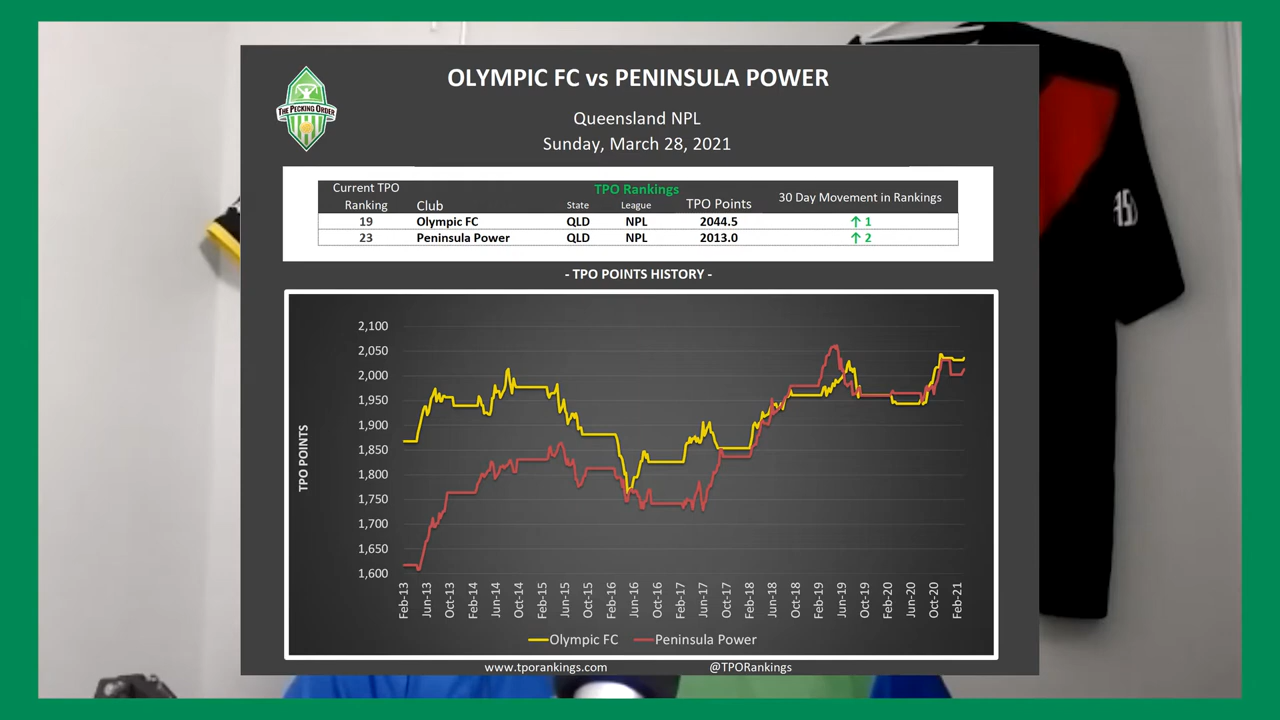 OLYMPIC FC vs PENINSULA POWER
THE PECKING ORDER
Queensland NPL
Sunday, March 28, 2021
Current TPO Ranking Club TPO Rankings State League TPO Points 30 Day Movement in Rankings
19 Olympic FC QLD NPL 2044.5 ↑ 1
23 Peninsula Power QLD NPL 2013.0 ↑ 2
- TPO POINTS HISTORY -
TPO POINTS
2,100
2,050
2,000
1,950
1,900
1,850
1,800
1,750
1,700
1,650
1,600
Feb-13 Jun-13 Oct-13 Feb-14 Jun-14 Oct-14 Feb-15 Jun-15 Oct-15 Feb-16 Jun-16 Oct-16 Feb-17 Jun-17 Oct-17 Feb-18 Jun-18 Oct-18 Feb-19 Jun-19 Oct-19 Feb-20 Jun-20 Oct-20 Feb-21
Olympic FC Peninsula Power
www.tporankings.com @TPORankings